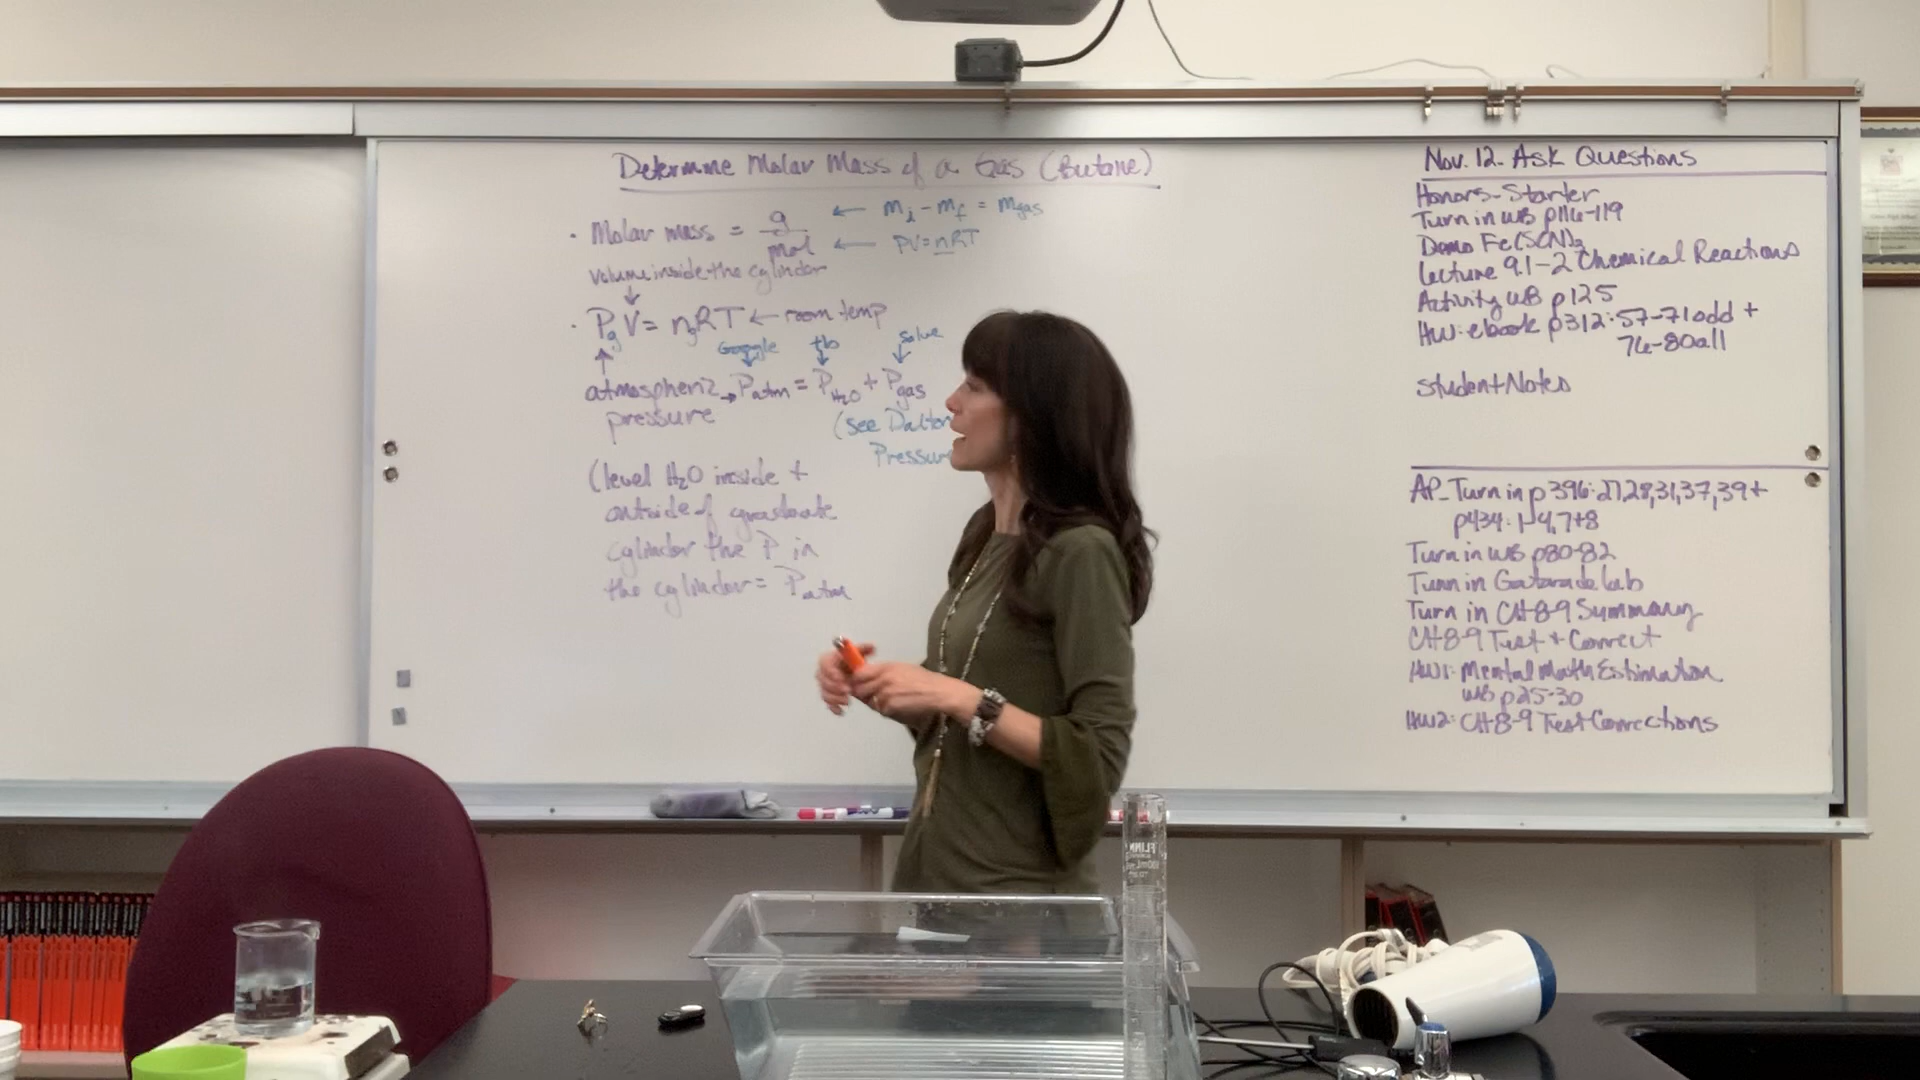 Determine Molar Mass of a Gas (Butane)
• Molar mass = g/mol ← mi - mf = mgas
← PV = nRT
volume inside the cylinder
• PgV = ngRT ← room temp
Google tb solve
atmospheric → Patm = PH2O + Pgas
pressure
(see Dalton
Pressure
(level H2O inside +
outside of graduate
cylinder the P in
the cylinder = Patm
Nov. 12 - Ask Questions
Honors - Starter
Turn in WB p116-119
Demo Fe(SCN)3
Lecture 9.1-2 Chemical Reactions
Activity WB p125
HW: ebook p312: 57-71odd +
76-80all
Student Notes
AP - Turn in p396: 27,28,31,37,39 +
p434: 1-4,7+8
Turn in WB p80-82
Turn in Gatorade lab
Turn in CH 8-9 Summary
CH 8-9 Test + Correct
HW1: Mental Math Estimation
WB p25-30
HW2: CH 8-9 Test Corrections
FLINN
100mL